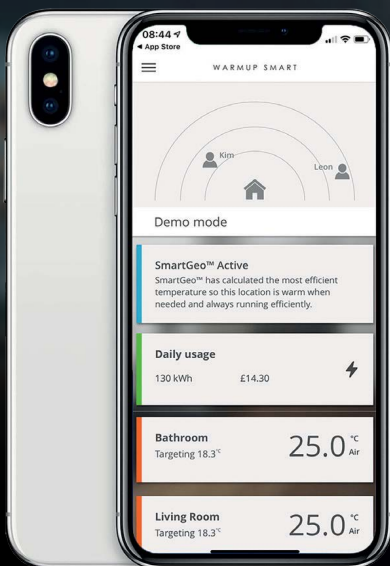 08:44
App Store
WARMUP SMART
Kim
Leon
Demo mode
SmartGeo™ Active
SmartGeo™ has calculated the most efficient
temperature so this location is warm when
needed and always running efficiently.
Daily usage
130 kWh £14.30
Bathroom
Targeting 18.3°C
25.0 °C
Air
Living Room
Targeting 18.3°C
25.0 °C
Air